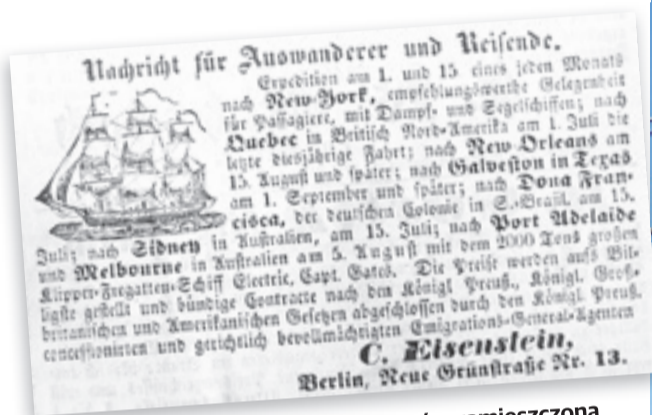 Nachricht für Auswanderer und Reisende.
Expedition am 1. und 15. eines jeden Monats
nach New-York, empfehlungswerthe Gelegenheit
für Passagiere, mit Dampf- und Segelschiffen; nach
Quebec in Britisch Nord-Amerika am 1. Juli die
letzte diesjährige Fahrt; nach New Orleans am
15. August und später; nach Galveston in Texas
am 1. September und später; nach Dona Fran-
cisca, der deutschen Colonie in S.-Brasil. am 15.
Juli; nach Sidney in Australien, am 15. Juli; nach Port Adelaide
und Melbourne in Australien am 5. August mit dem 2000 Tons großen
Klipper-Fregatten-Schiff Electric, Capt. Gates. Die Preise werden aufs Bil-
ligste gestellt und bündige Contracte nach den Königl. Preuß., Königl. Groß-
britanischen und Amerikanischen Gesetzen abgeschlossen durch den Königl. Preuß.
concessionirten und gerichtlich bevollmächtigten Emigrations-General-Agenten
C. Eisenstein,
Berlin, Neue Grünstraße Nr. 13.
zamieszczona